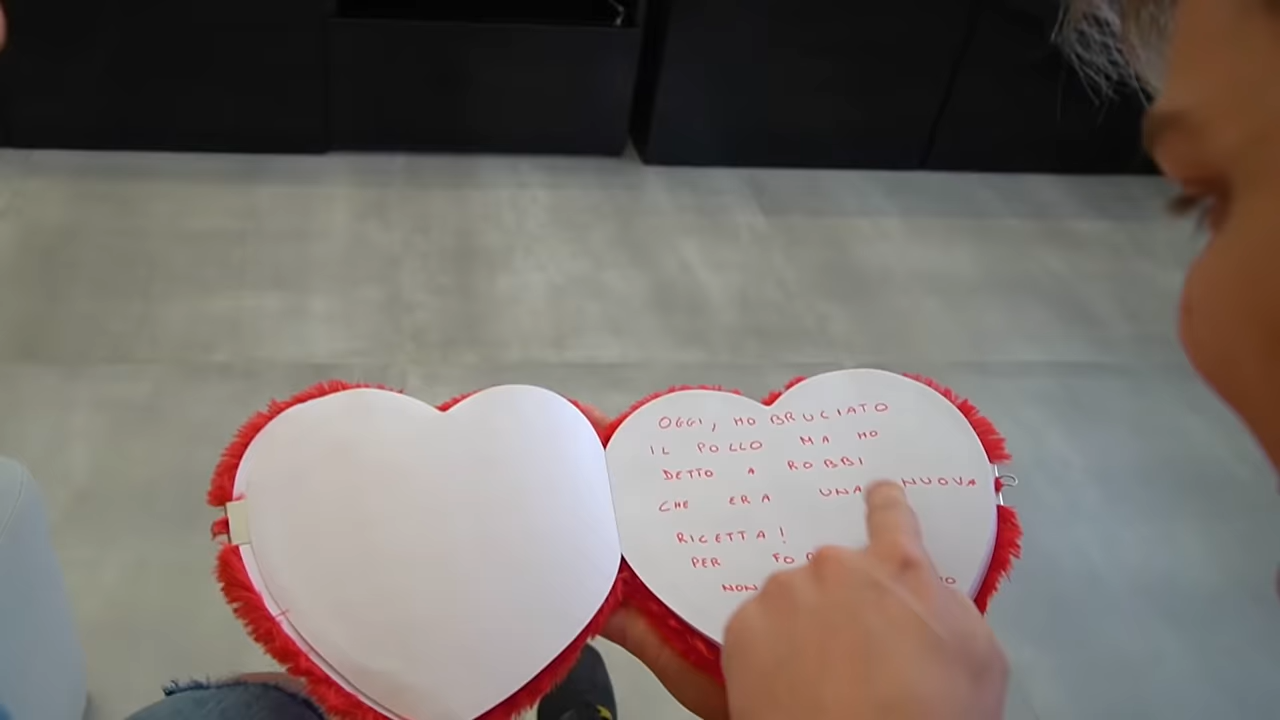 OGGI, HO BRUCIATO
IL POLLO MA HO
DETTO A ROBBI
CHE ERA UNA NUOVA
RICETTA!
PER
NON